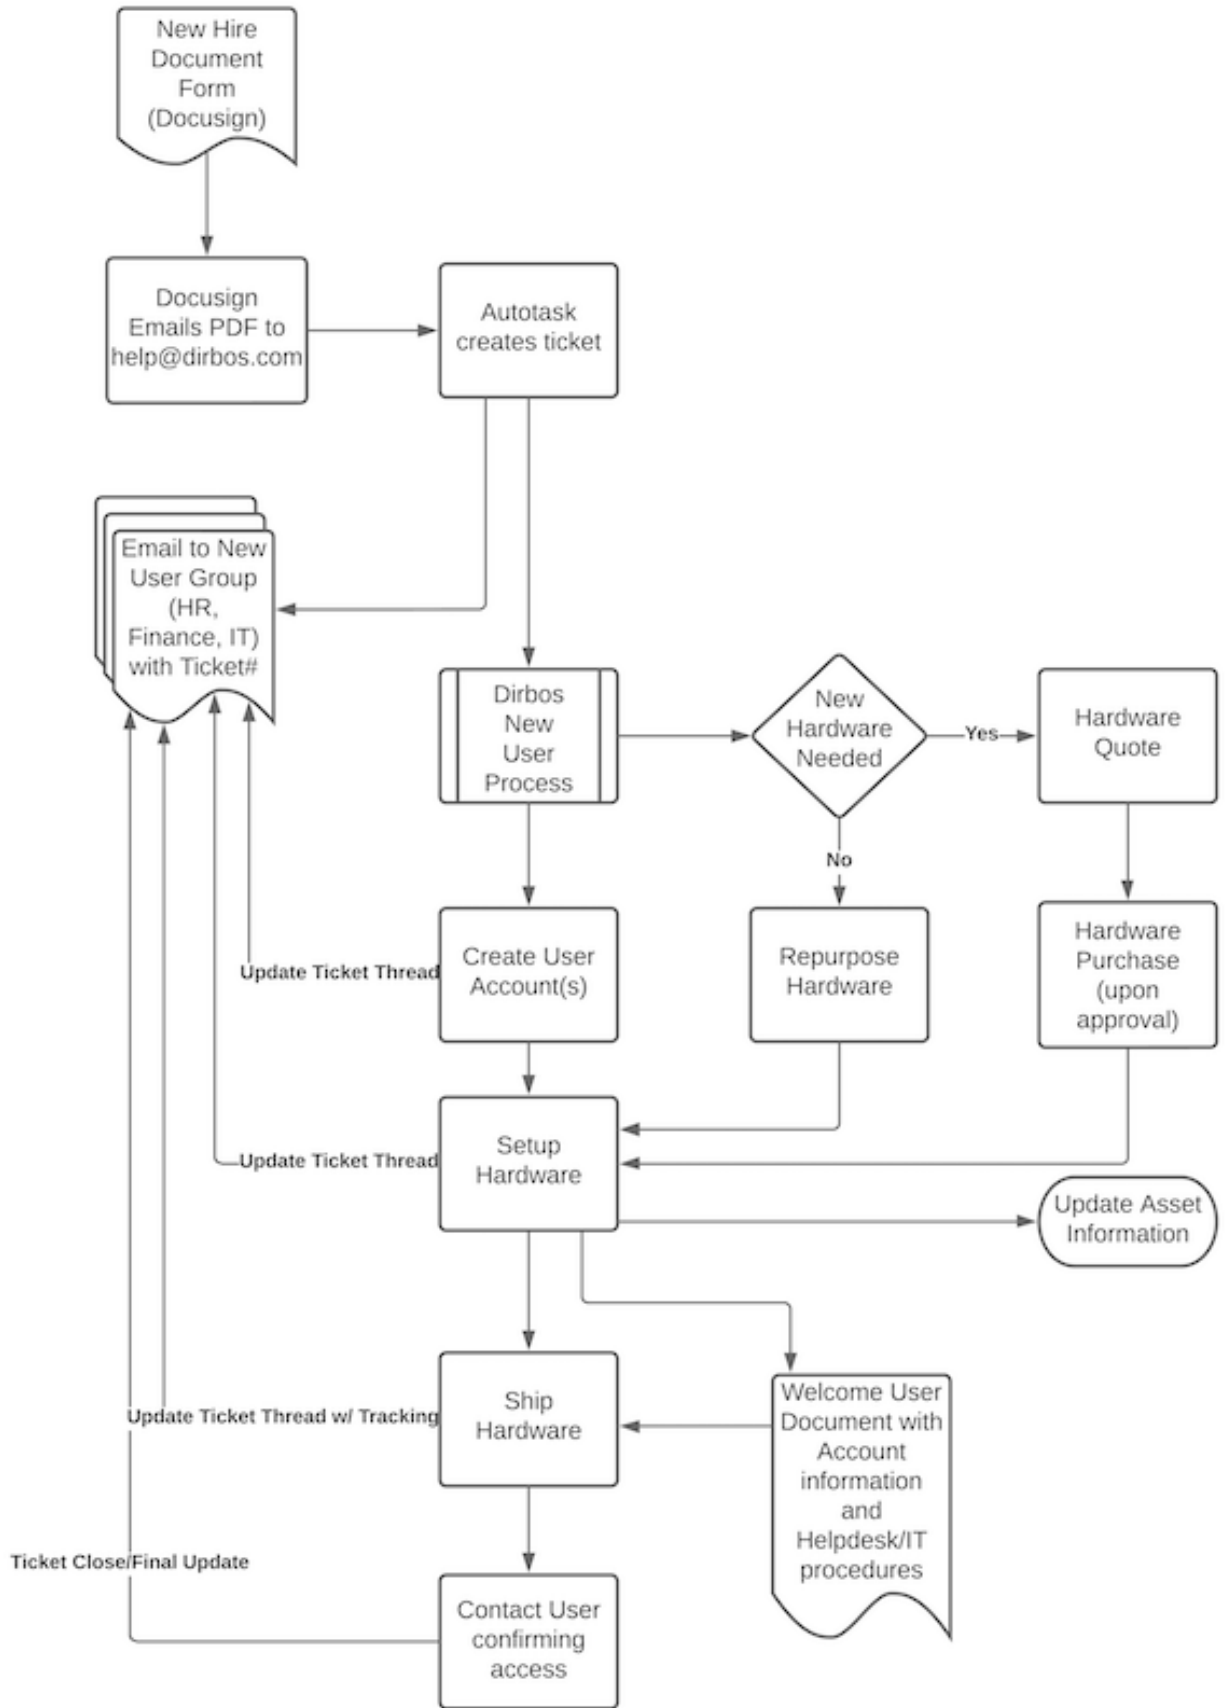 New Hire
Document
Form
(Docusign)
Docusign
Emails PDF to
help@dirbos.com
Autotask
creates ticket
Email to New
User Group
(HR,
Finance, IT)
with Ticket#
Dirbos
New
User
Process
New
Hardware
Needed
Yes
Hardware
Quote
No
Update Ticket Thread
Create User
Account(s)
Repurpose
Hardware
Hardware
Purchase
(upon
approval)
Update Ticket Thread
Setup
Hardware
Update Asset
Information
Update Ticket Thread w/ Tracking
Ship
Hardware
Welcome User
Document with
Account
information
and
Helpdesk/IT
procedures
Ticket Close/Final Update
Contact User
confirming
access